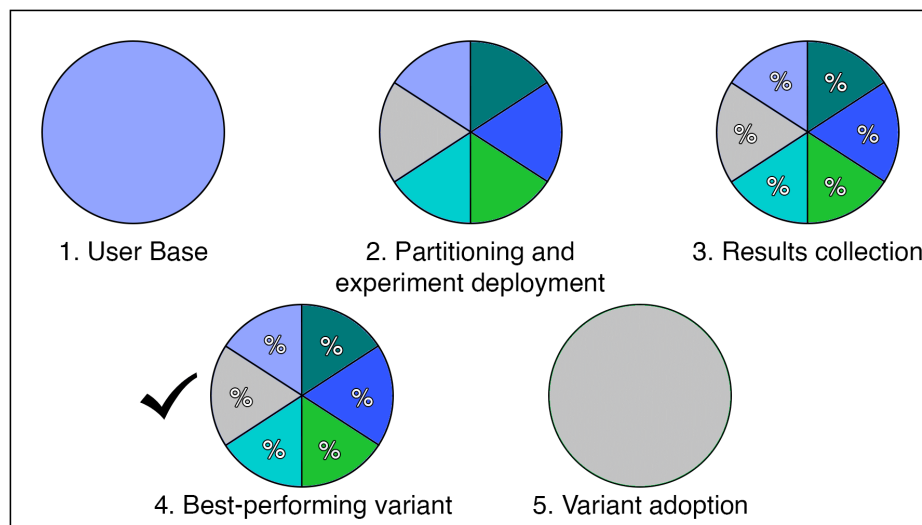 %
%
%
%
%
%
1. User Base
2. Partitioning and
experiment deployment
3. Results collection
%
%
%
%
%
%
4. Best-performing variant
5. Variant adoption